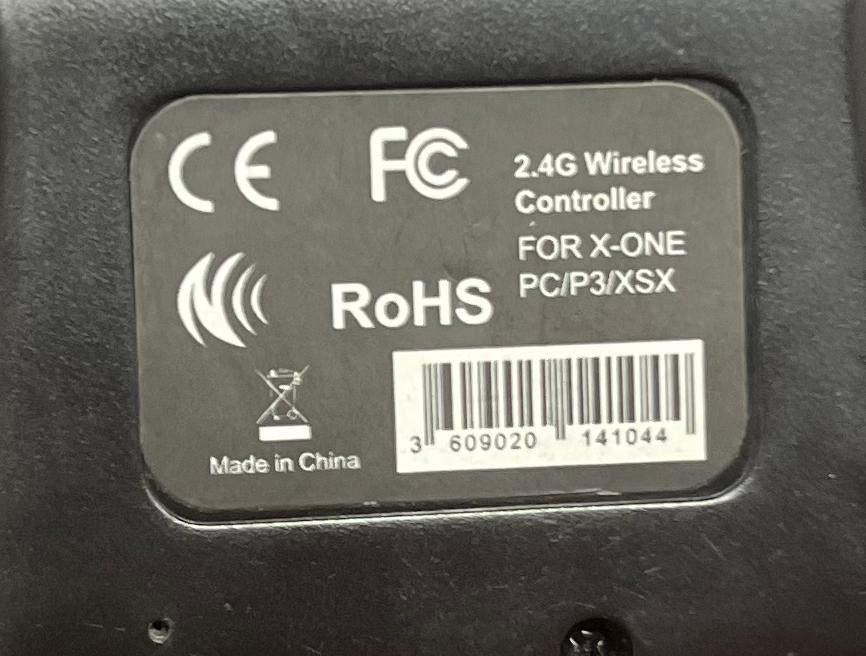 CE
FC
2.4G Wireless
Controller
FOR X-ONE
PC/P3/XSX
N
RoHS
Made in China
3 609020 141044